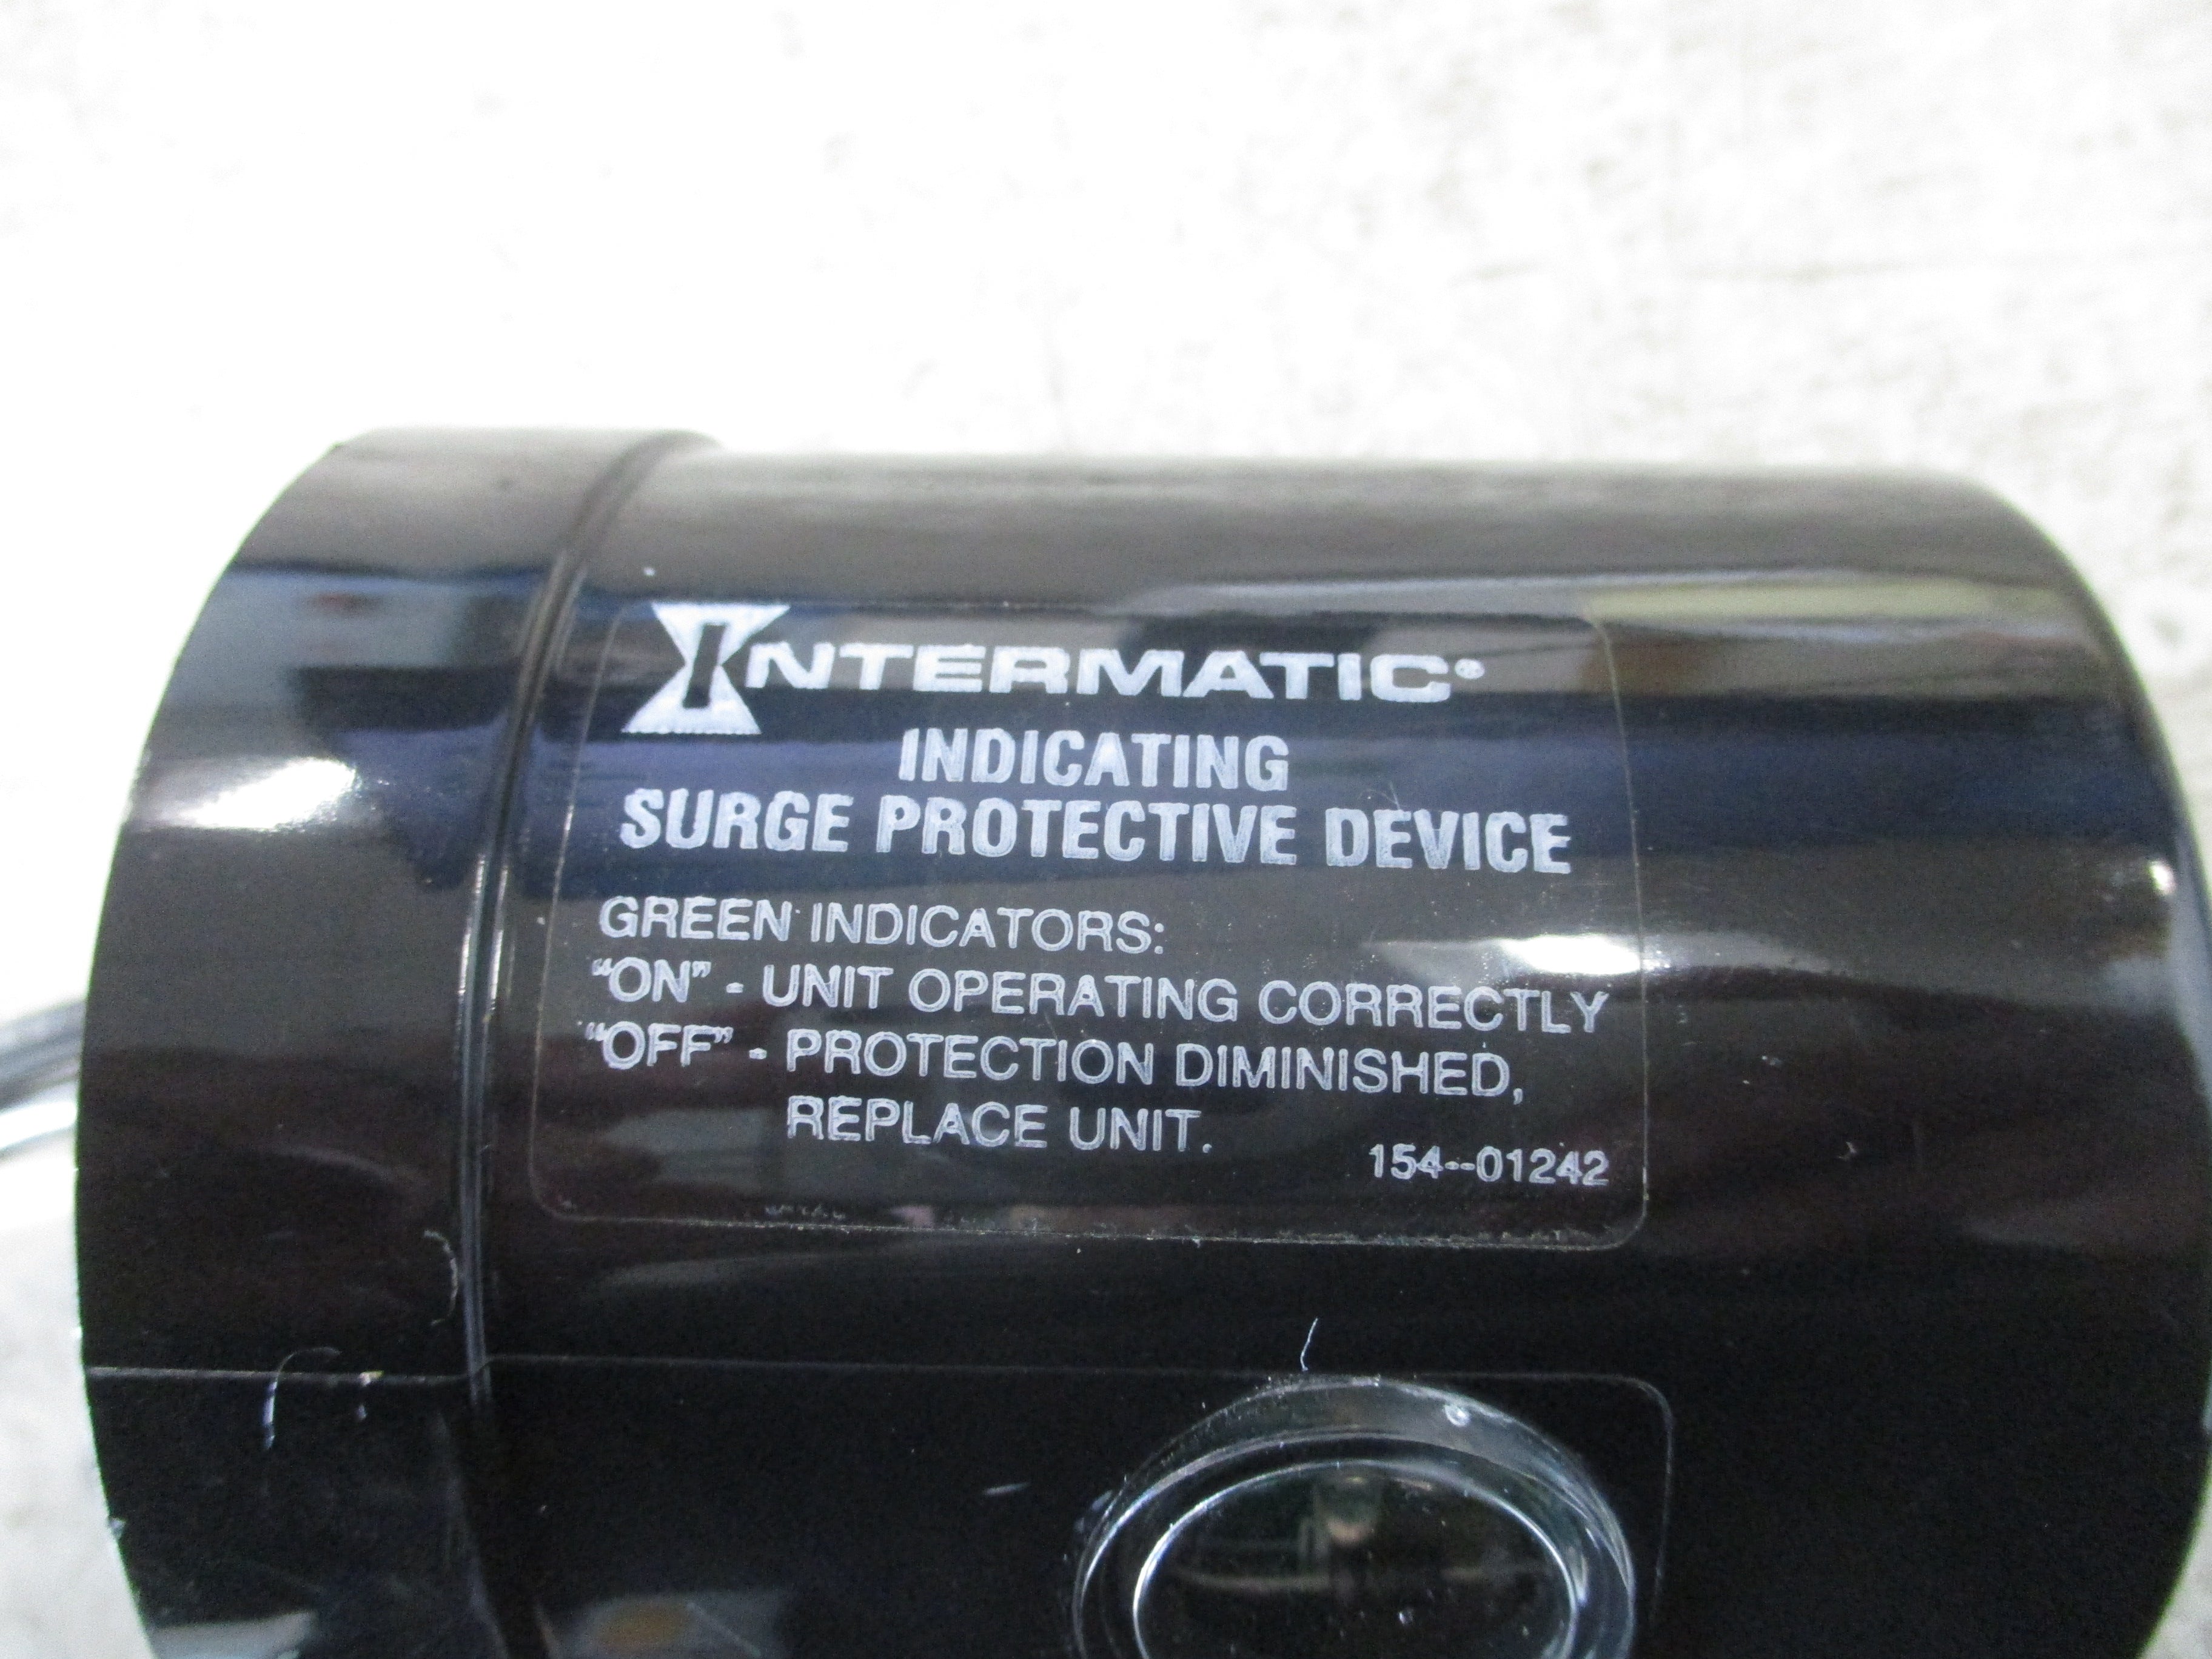 INTERMATIC®
INDICATING
SURGE PROTECTIVE DEVICE
GREEN INDICATORS:
"ON" - UNIT OPERATING CORRECTLY
"OFF" - PROTECTION DIMINISHED,
REPLACE UNIT.
154--01242